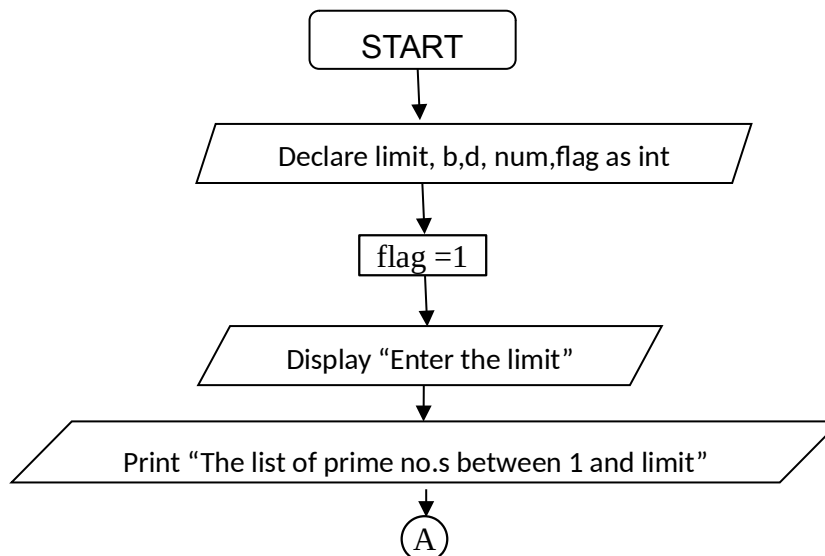 START
Declare limit, b,d, num,flag as int
flag =1
Display “Enter the limit”
Print “The list of prime no.s between 1 and limit”
A